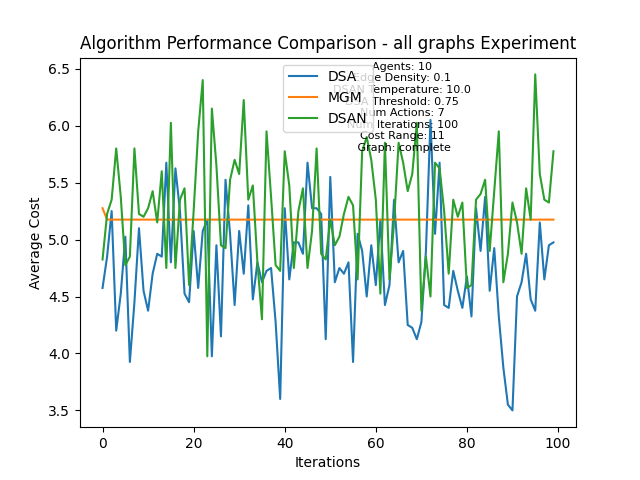 Algorithm Performance Comparison - all graphs Experiment
6.5
6.0
5.5
5.0
4.5
4.0
3.5
Average Cost
0
20
40
60
80
100
Iterations
DSA
MGM
DSAN
Agents: 10
Edge Density: 0.1
DSAN Temperature: 10.0
DSA Threshold: 0.75
Num Actions: 7
Num Iterations: 100
Cost Range: 11
Graph: complete